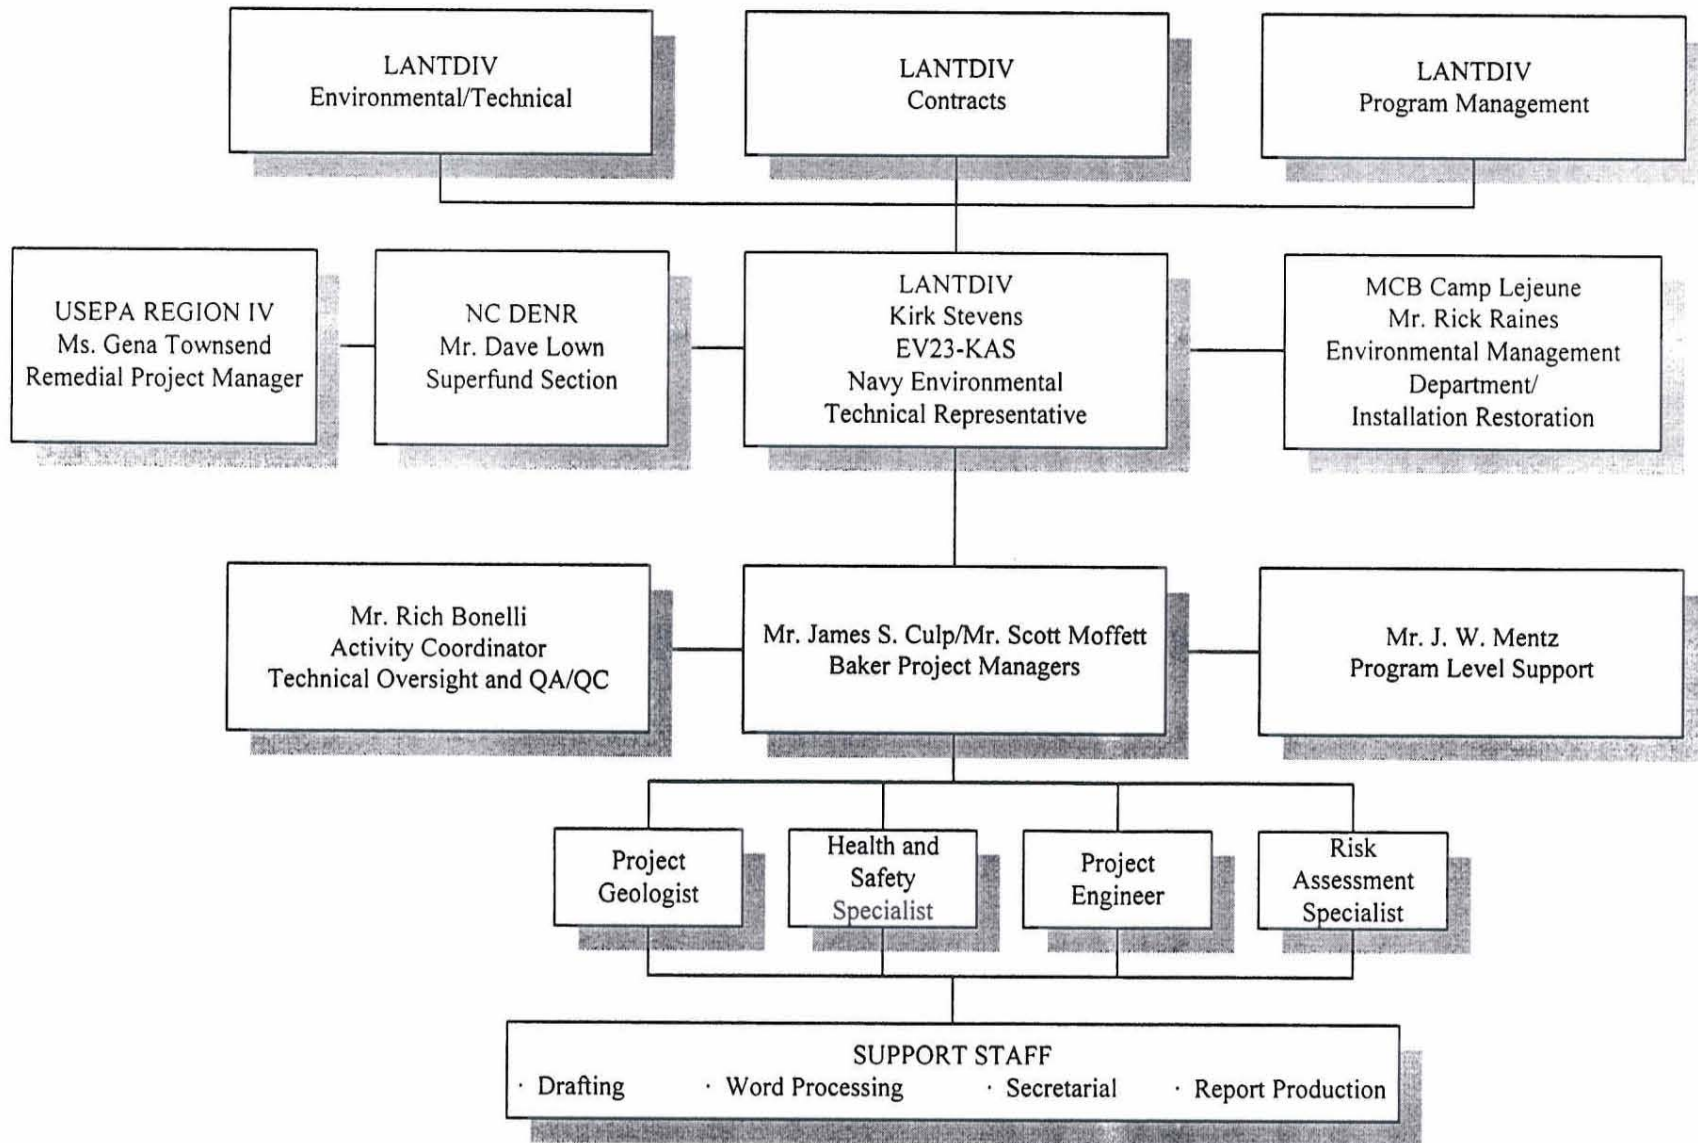 LANTDIV
Environmental/Technical
LANTDIV
Contracts
LANTDIV
Program Management
USEPA REGION IV
Ms. Gena Townsend
Remedial Project Manager
NC DENR
Mr. Dave Lown
Superfund Section
LANTDIV
Kirk Stevens
EV23-KAS
Navy Environmental
Technical Representative
MCB Camp Lejeune
Mr. Rick Raines
Environmental Management
Department/
Installation Restoration
Mr. Rich Bonelli
Activity Coordinator
Technical Oversight and QA/QC
Mr. James S. Culp/Mr. Scott Moffett
Baker Project Managers
Mr. J. W. Mentz
Program Level Support
Project
Geologist
Health and
Safety
Specialist
Project
Engineer
Risk
Assessment
Specialist
SUPPORT STAFF
· Drafting · Word Processing · Secretarial · Report Production